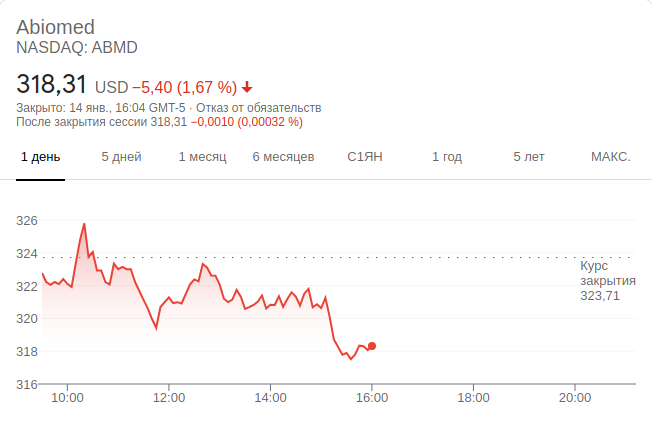 Abiomed
NASDAQ: ABMD
318,31 USD −5,40 (1,67 %)
Закрыто: 14 янв., 16:04 GMT-5 · Отказ от обязательств
После закрытия сессии 318,31 −0,0010 (0,00032 %)
1 день 5 дней 1 месяц 6 месяцев С1ЯН 1 год 5 лет МАКС.
326
324
322
320
318
316
Курс
закрытия
323,71
10:00 12:00 14:00 16:00 18:00 20:00